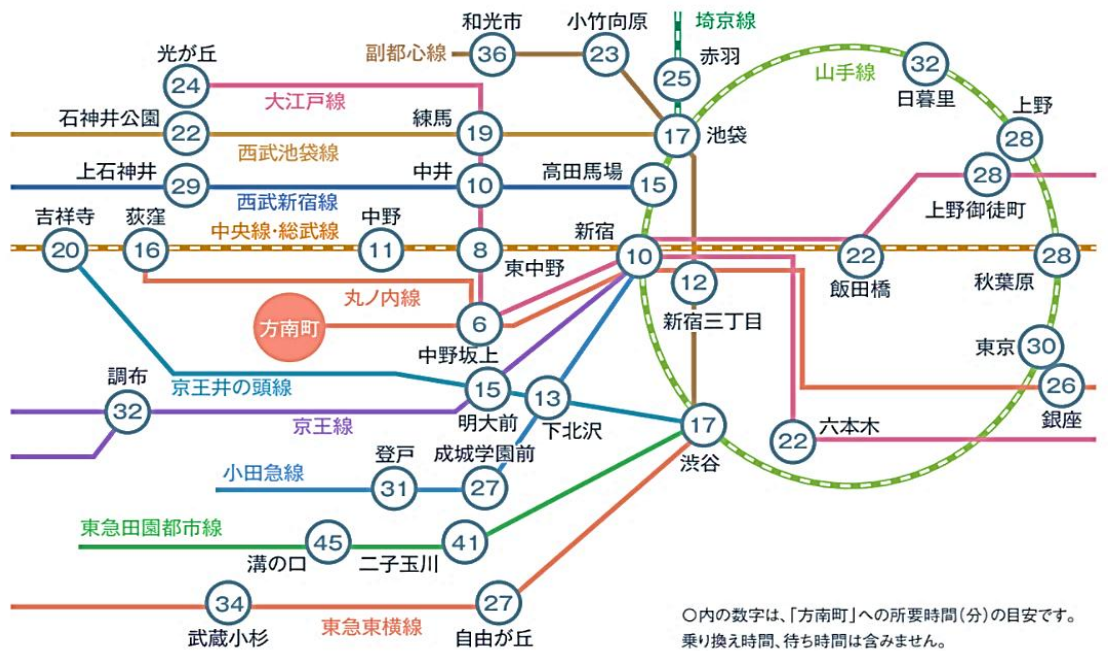 和光市
36
小竹向原
23
埼京線
副都心線
赤羽
25
光が丘
24
大江戸線
山手線
32
日暮里
石神井公園
22
練馬
19
西武池袋線
17
池袋
上野
28
上石神井
29
中井
10
西武新宿線
高田馬場
15
28
上野御徒町
吉祥寺
20
荻窪
16
中央線・総武線
中野
11
8
東中野
新宿
10
22
飯田橋
28
秋葉原
12
新宿三丁目
丸ノ内線
方南町
6
中野坂上
東京
30
26
銀座
調布
32
京王井の頭線
15
明大前
13
下北沢
京王線
17
渋谷
22
六本木
登戸
31
成城学園前
27
小田急線
東急田園都市線
45
溝の口
41
二子玉川
34
武蔵小杉
東急東横線
27
自由が丘
○内の数字は、「方南町」への所要時間(分)の目安です。
乗り換え時間、待ち時間は含みません。